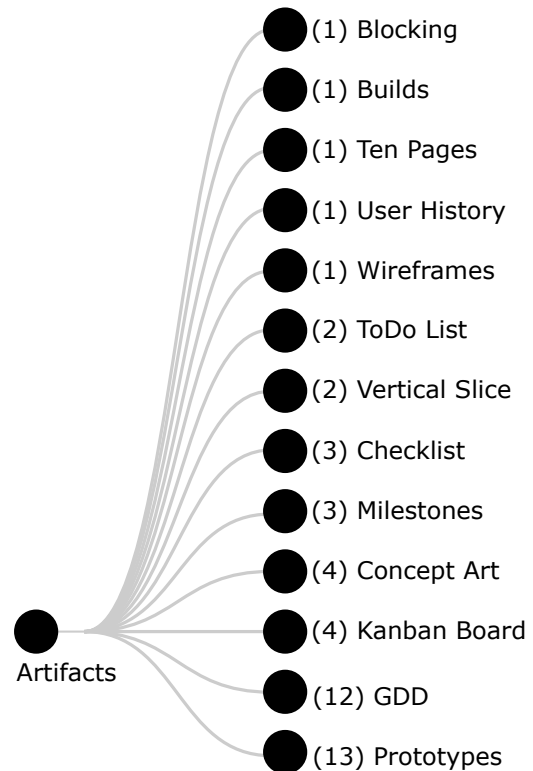 (1) Blocking
(1) Builds
(1) Ten Pages
(1) User History
(1) Wireframes
(2) ToDo List
(2) Vertical Slice
(3) Checklist
(3) Milestones
(4) Concept Art
(4) Kanban Board
Artifacts
(12) GDD
(13) Prototypes